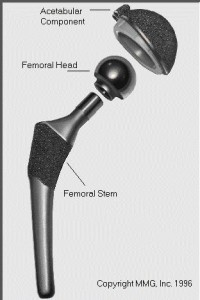 Acetabular
Component
Femoral Head
Femoral Stem
Copyright MMG, Inc. 1996